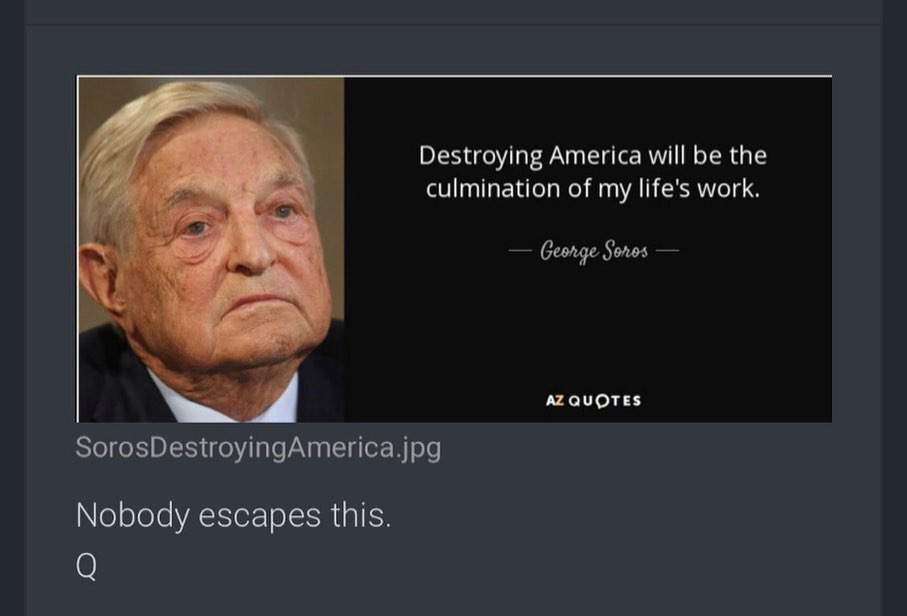 Destroying America will be the
culmination of my life's work.
— George Soros —
AZ QUOTES
SorosDestroyingAmerica.jpg
Nobody escapes this.
Q